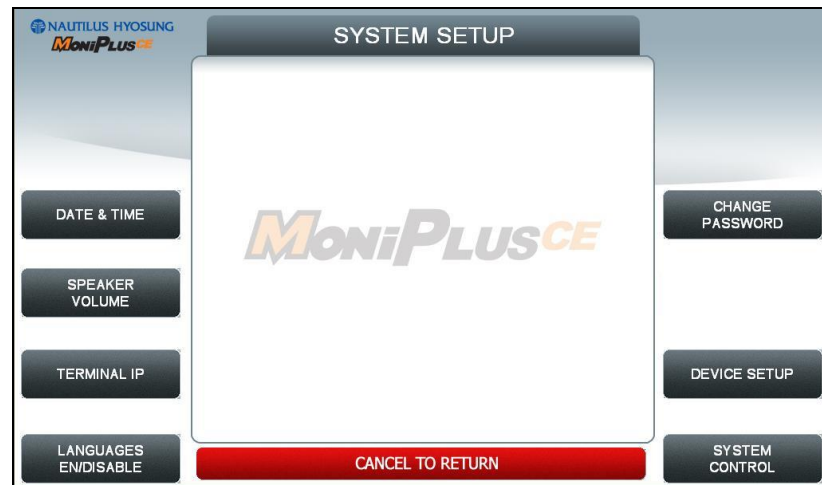 NAUTILUS HYOSUNG
MoniPlusCE
SYSTEM SETUP
MoniPlusCE
DATE & TIME
CHANGE
PASSWORD
SPEAKER
VOLUME
TERMINAL IP
DEVICE SETUP
LANGUAGES
EN/DISABLE
CANCEL TO RETURN
SYSTEM
CONTROL